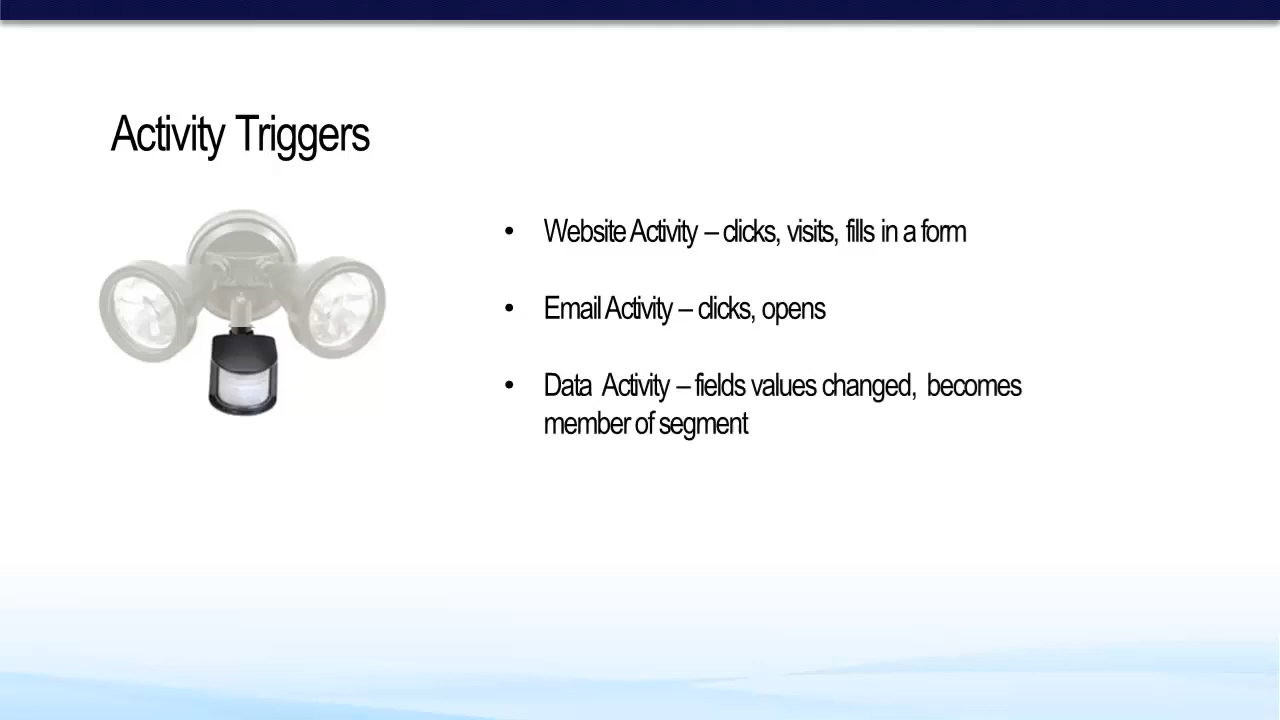 Activity Triggers
• Website Activity – clicks, visits, fills in a form
• Email Activity – clicks, opens
• Data Activity – fields values changed, becomes
member of segment